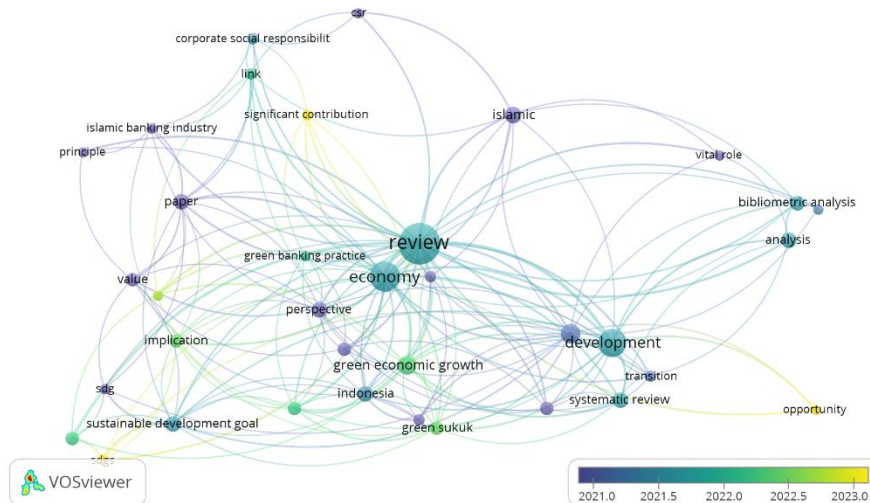 csr
corporate social responsibilit
link
significant contribution
islamic
islamic banking industry
principle
vital role
paper
bibliometric analysis
review
analysis
green banking practice
economy
value
perspective
implication
development
green economic growth
transition
sdg
indonesia
systematic review
opportunity
sustainable development goal
green sukuk
sdgs
VOSviewer
2021.0 2021.5 2022.0 2022.5 2023.0